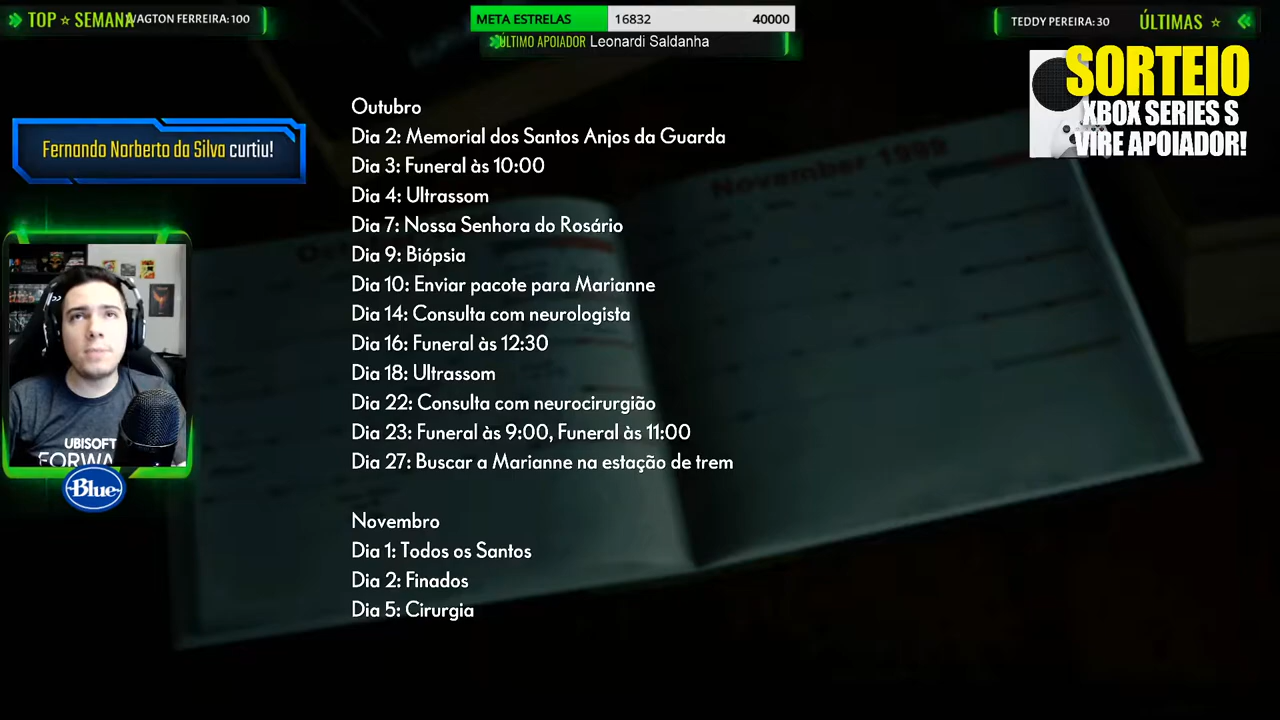 TOP ☆ SEMANA
WAGTON FERREIRA: 100
META ESTRELAS 16832 40000
ÚLTIMO APOIADOR Leonardi Saldanha
TEDDY PEREIRA: 30 ÚLTIMAS ☆
SORTEIO
XBOX SERIES S
VIRE APOIADOR!
Fernando Norberto da Silva curtiu!
Outubro
Dia 2: Memorial dos Santos Anjos da Guarda
Dia 3: Funeral às 10:00
Dia 4: Ultrassom
Dia 7: Nossa Senhora do Rosário
Dia 9: Biópsia
Dia 10: Enviar pacote para Marianne
Dia 14: Consulta com neurologista
Dia 16: Funeral às 12:30
Dia 18: Ultrassom
Dia 22: Consulta com neurocirurgião
Dia 23: Funeral às 9:00, Funeral às 11:00
Dia 27: Buscar a Marianne na estação de trem
Novembro
Dia 1: Todos os Santos
Dia 2: Finados
Dia 5: Cirurgia
November 1999
UBISOFT
FORWA
Blue